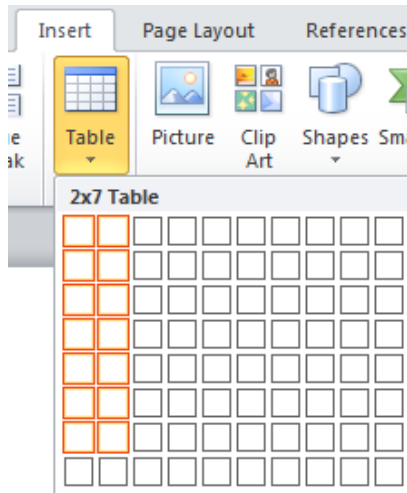 Insert Page Layout References
Table Picture Clip Art Shapes
2x7 Table